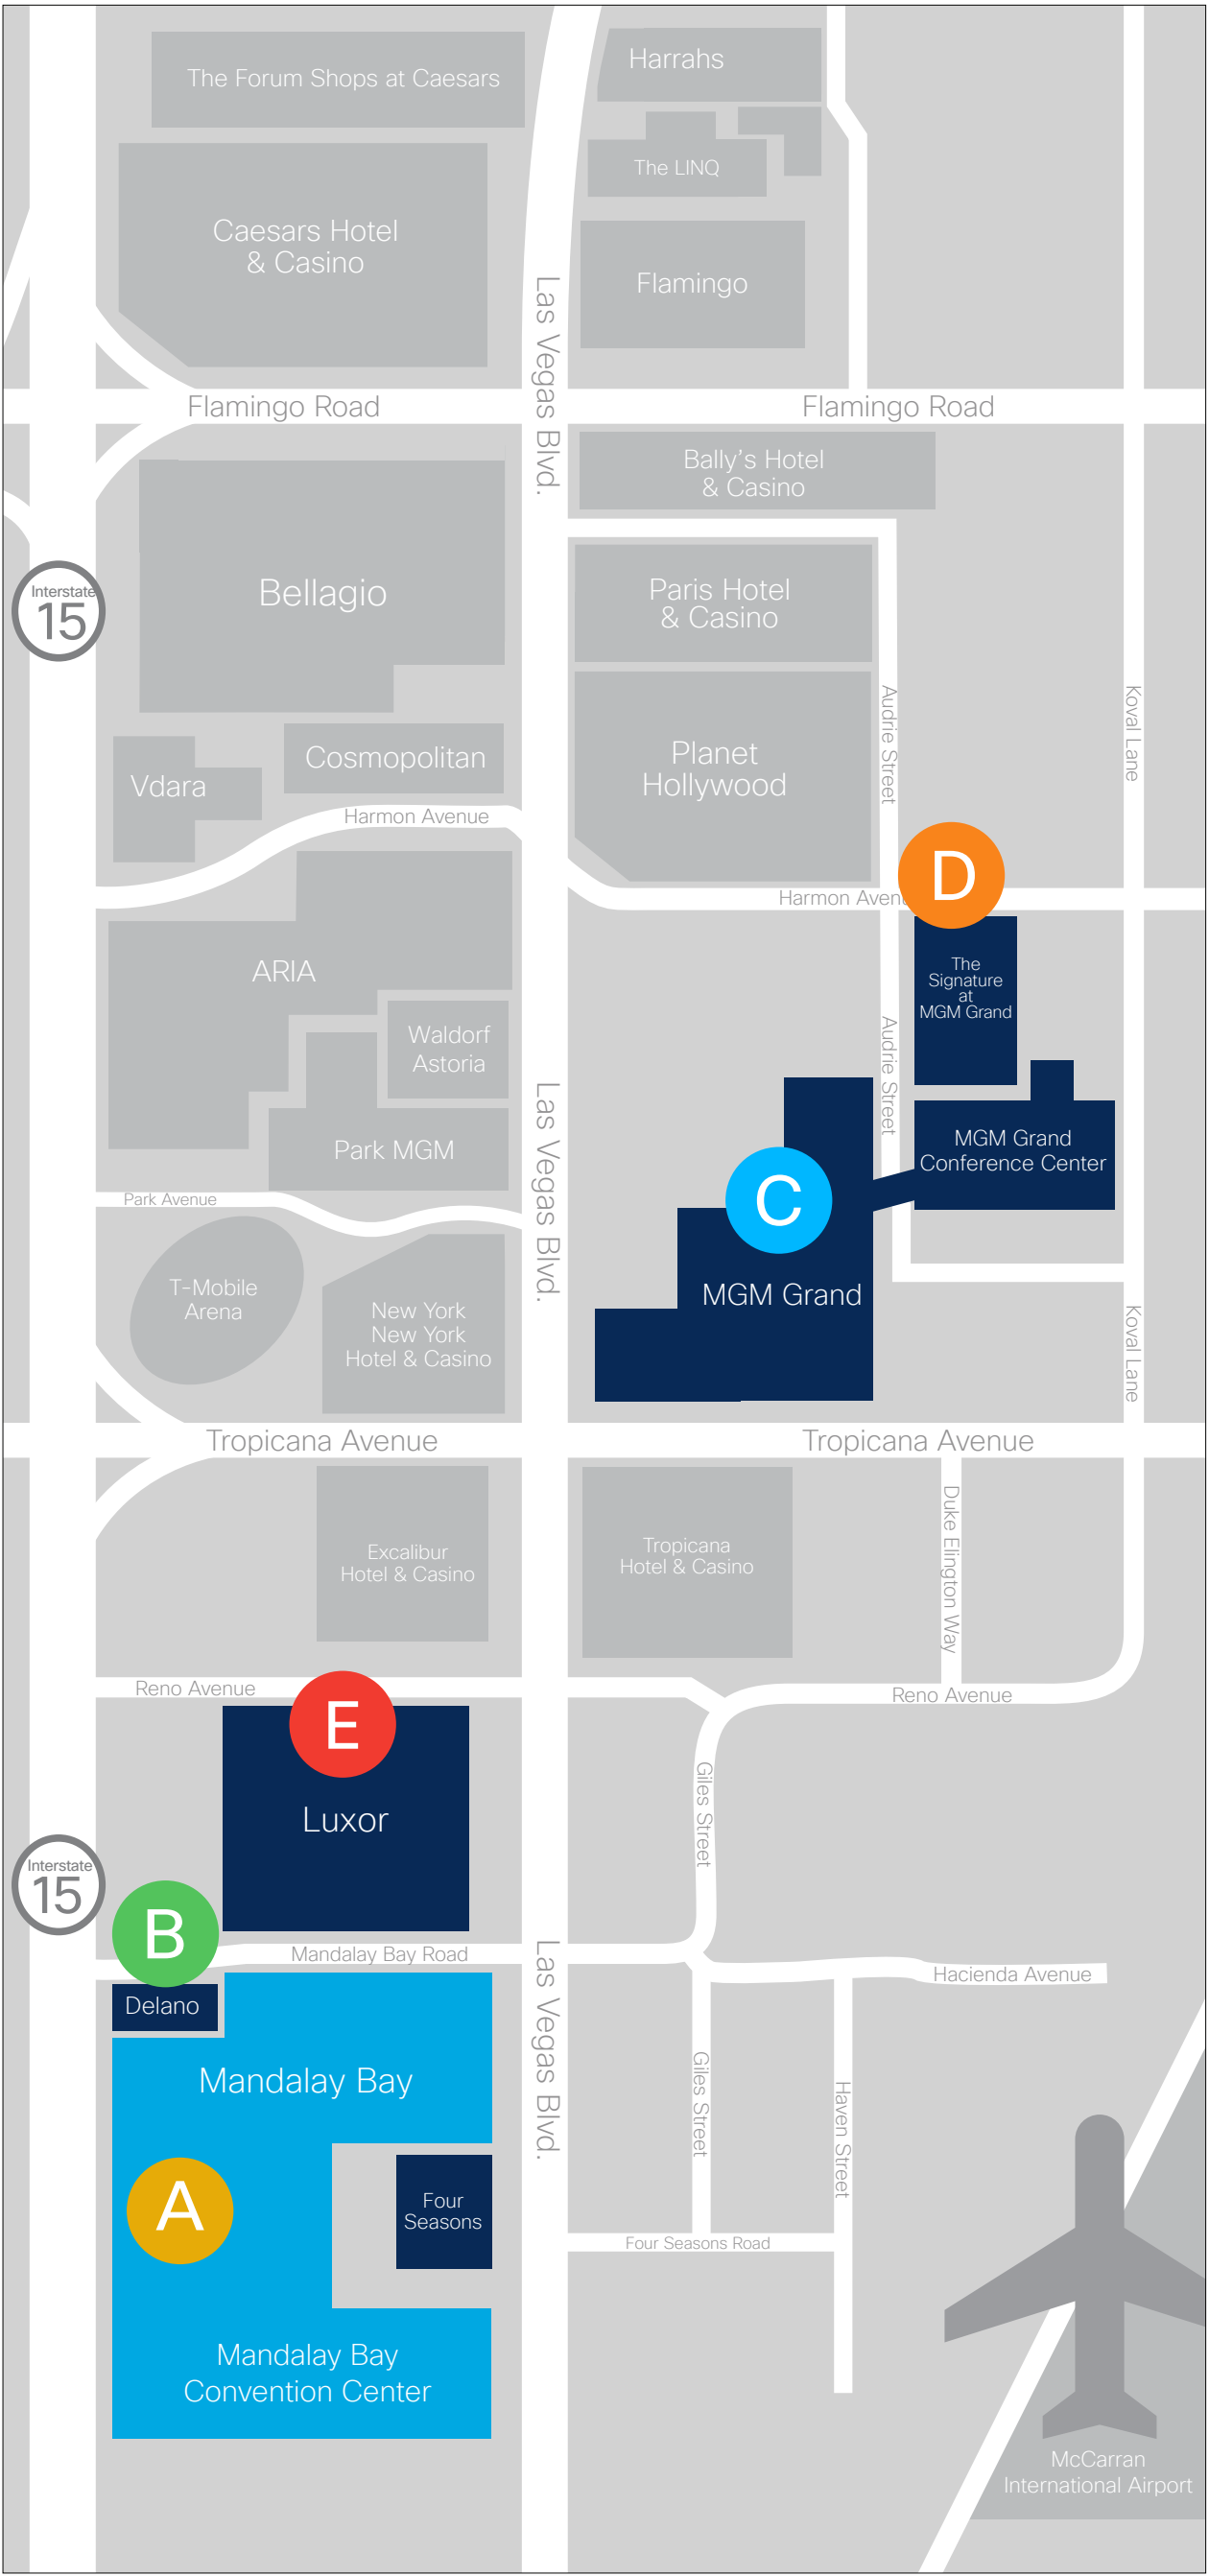 The Forum Shops at Caesars
Harrahs
The LINQ
Caesars Hotel
& Casino
Flamingo
Las Vegas Blvd.
Flamingo Road
Flamingo Road
Bally's Hotel
& Casino
Bellagio
Interstate
15
Paris Hotel
& Casino
Audrie Street
Koval Lane
Planet
Hollywood
Cosmopolitan
Vdara
Harmon Avenue
D
Harmon Aven
ARIA
The
Signature
at
MGM Grand
Waldorf
Astoria
Audrie Street
Las Vegas Blvd.
Park MGM
MGM Grand
Conference Center
C
Park Avenue
T-Mobile
Arena
MGM Grand
New York
New York
Hotel & Casino
Koval Lane
Tropicana Avenue
Tropicana Avenue
Excalibur
Hotel & Casino
Tropicana
Hotel & Casino
Duke Elington Way
Reno Avenue
Reno Avenue
E
Luxor
Giles Street
Interstate
15
B
Mandalay Bay Road
Las Vegas Blvd.
Hacienda Avenue
Delano
Mandalay Bay
Giles Street
Haven Street
A
Four
Seasons
Four Seasons Road
Mandalay Bay
Convention Center
McCarran
International Airport